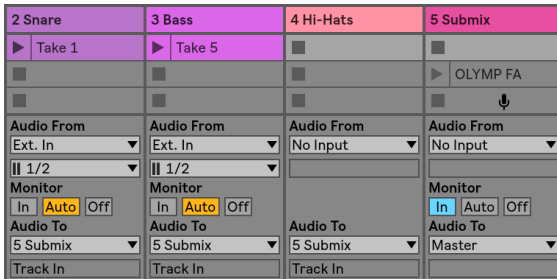 2 Snare 3 Bass 4 Hi-Hats 5 Submix
Take 1 Take 5
OLYMP FA
Audio From Audio From Audio From Audio From
Ext. In Ext. In No Input No Input
1/2 1/2
Monitor Monitor Monitor
In Auto Off In Auto Off In Auto Off
Audio To Audio To Audio To Audio To
5 Submix 5 Submix 5 Submix Master
Track In Track In Track In